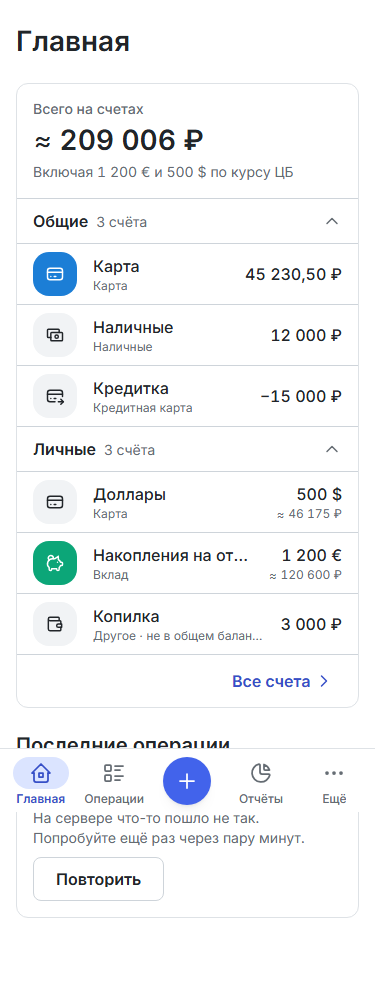 Главная
Всего на счетах
≈ 209 006 ₽
Включая 1 200 € и 500 $ по курсу ЦБ
Общие 3 счёта
Карта
Карта
45 230,50 ₽
Наличные
Наличные
12 000 ₽
Кредитка
Кредитная карта
−15 000 ₽
Личные 3 счёта
Доллары
Карта
500 $
≈ 46 175 ₽
Накопления на от...
Вклад
1 200 €
≈ 120 600 ₽
Копилка
Другое · не в общем балан...
3 000 ₽
Все счета
Последние операции
Главная
Операции
Отчёты
Ещё
На сервере что-то пошло не так.
Попробуйте ещё раз через пару минут.
Повторить